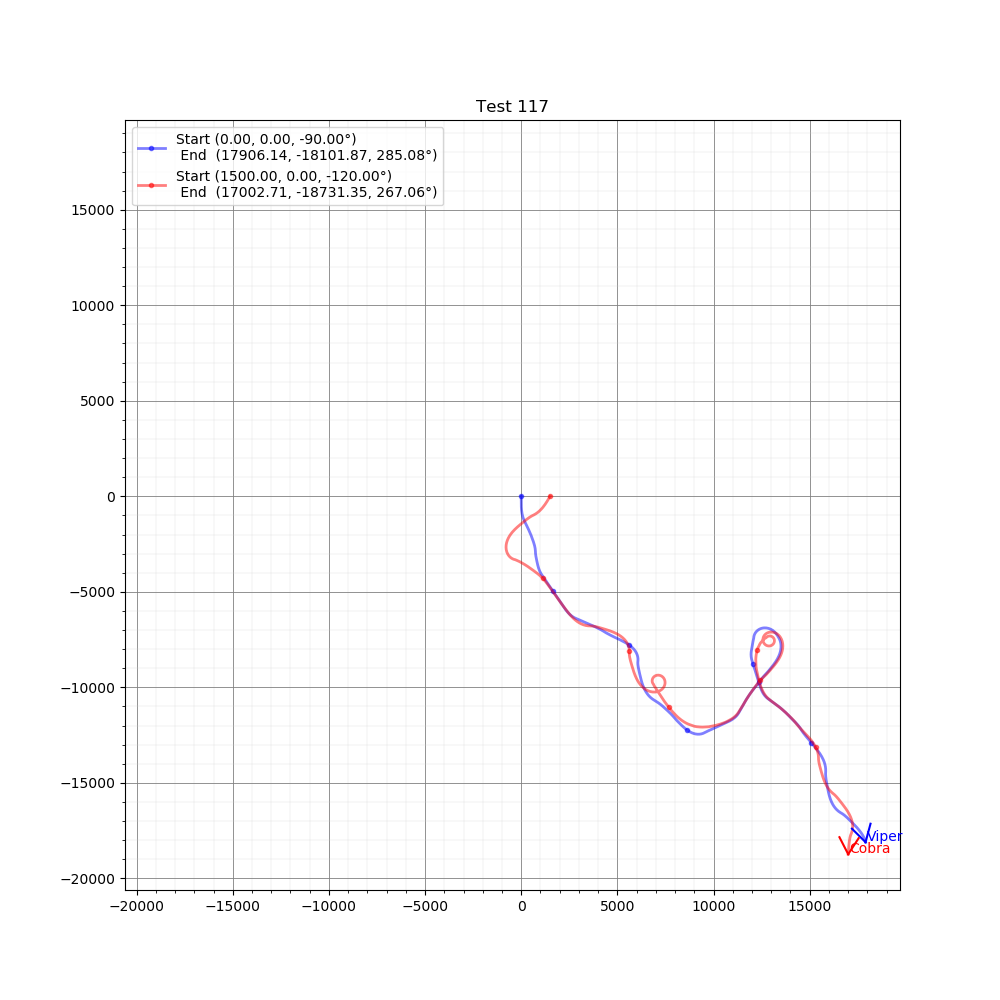 Test 117
Start (0.00, 0.00, -90.00°)
End (17906.14, -18101.87, 285.08°)
Start (1500.00, 0.00, -120.00°)
End (17002.71, -18731.35, 267.06°)
15000
10000
5000
0
−5000
−10000
−15000
−20000
Viper
Cobra
−20000 −15000 −10000 −5000 0 5000 10000 15000